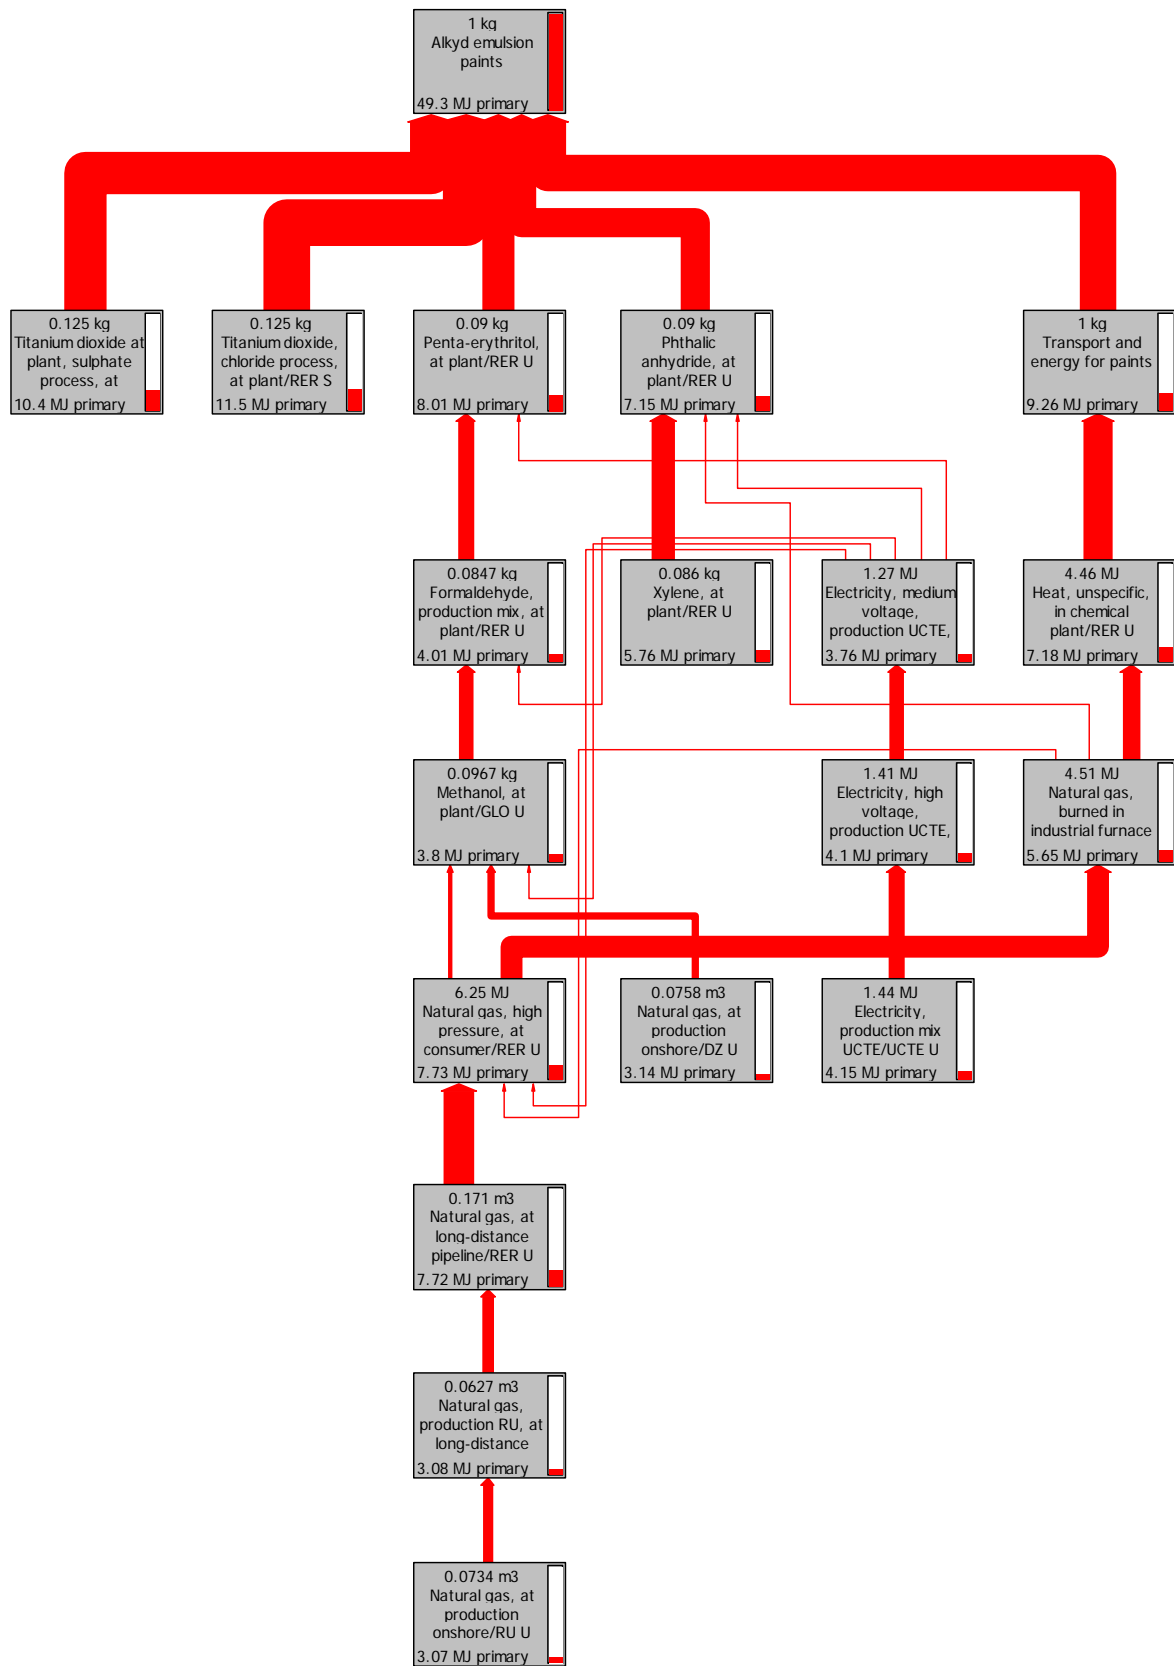 1 kg
Alkyd emulsion
paints
49.3 MJ primary
0.125 kg
Titanium dioxide at
plant, sulphate
process, at
10.4 MJ primary
0.125 kg
Titanium dioxide,
chloride process,
at plant/RER S
11.5 MJ primary
0.09 kg
Penta-erythritol,
at plant/RER U
8.01 MJ primary
0.09 kg
Phthalic
anhydride, at
plant/RER U
7.15 MJ primary
1 kg
Transport and
energy for paints
9.26 MJ primary
0.0847 kg
Formaldehyde,
production mix, at
plant/RER U
4.01 MJ primary
0.086 kg
Xylene, at
plant/RER U
5.76 MJ primary
1.27 MJ
Electricity, medium
voltage,
production UCTE,
3.76 MJ primary
4.46 MJ
Heat, unspecific,
in chemical
plant/RER U
7.18 MJ primary
0.0967 kg
Methanol, at
plant/GLO U
3.8 MJ primary
1.41 MJ
Electricity, high
voltage,
production UCTE,
4.1 MJ primary
4.51 MJ
Natural gas,
burned in
industrial furnace
5.65 MJ primary
6.25 MJ
Natural gas, high
pressure, at
consumer/RER U
7.73 MJ primary
0.0758 m3
Natural gas, at
production
onshore/DZ U
3.14 MJ primary
1.44 MJ
Electricity,
production mix
UCTE/UCTE U
4.15 MJ primary
0.171 m3
Natural gas, at
long-distance
pipeline/RER U
7.72 MJ primary
0.0627 m3
Natural gas,
production RU, at
long-distance
3.08 MJ primary
0.0734 m3
Natural gas, at
production
onshore/RU U
3.07 MJ primary